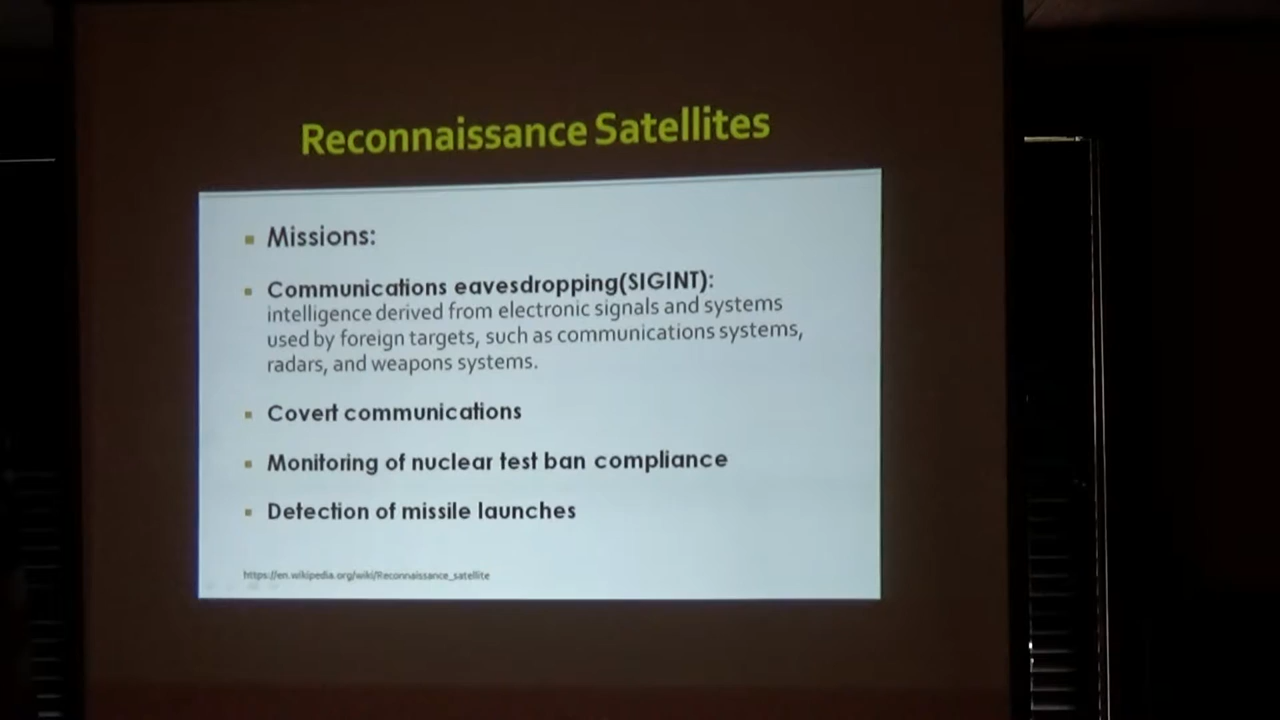 Reconnaissance Satellites
Missions:
Communications eavesdropping(SIGINT):
intelligence derived from electronic signals and systems
used by foreign targets, such as communications systems,
radars, and weapons systems.
Covert communications
Monitoring of nuclear test ban compliance
Detection of missile launches
https://en.wikipedia.org/wiki/Reconnaissance_satellite